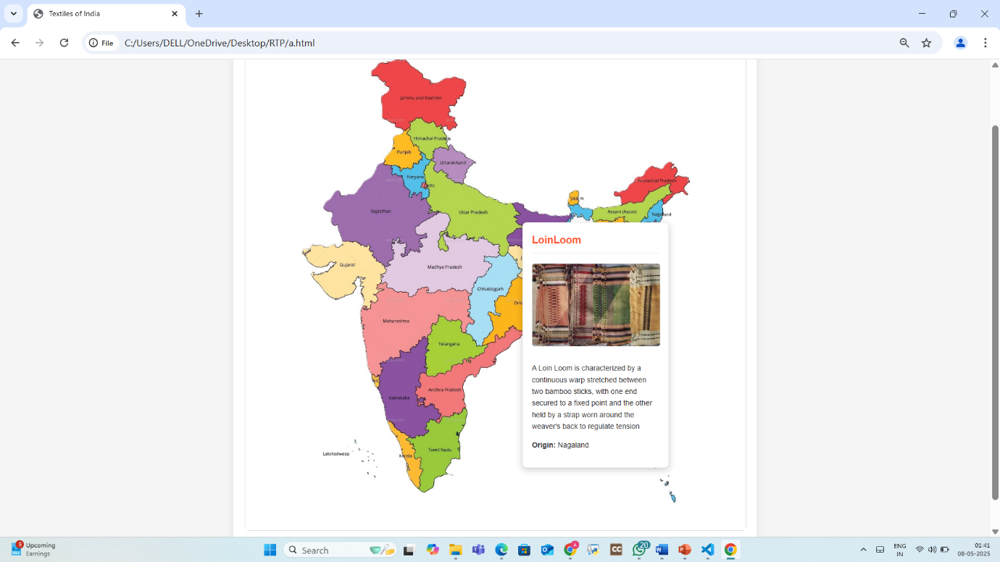 Textiles of India
File
C:/Users/DELL/OneDrive/Desktop/RTP/a.html
Jammu and Kashmir
Himachal Pradesh
Punjab
Uttarakhand
Haryana
Delhi
Arunachal Pradesh
Sikkim
Rajasthan
Uttar Pradesh
Assam (Asom)
Nagaland
LoinLoom
Gujarat
Madhya Pradesh
Chhattisgarh
Maharashtra
Telangana
A Loin Loom is characterized by a
continuous warp stretched between
two bamboo sticks, with one end
secured to a fixed point and the other
held by a strap worn around the
weaver's back to regulate tension
Origin: Nagaland
Andhra Pradesh
Karnataka
Tamil Nadu
Kerala
Lakshadweep
9
Upcoming
Earnings
Search
CC
A
20
ENG
IN
01:41
08-05-2025